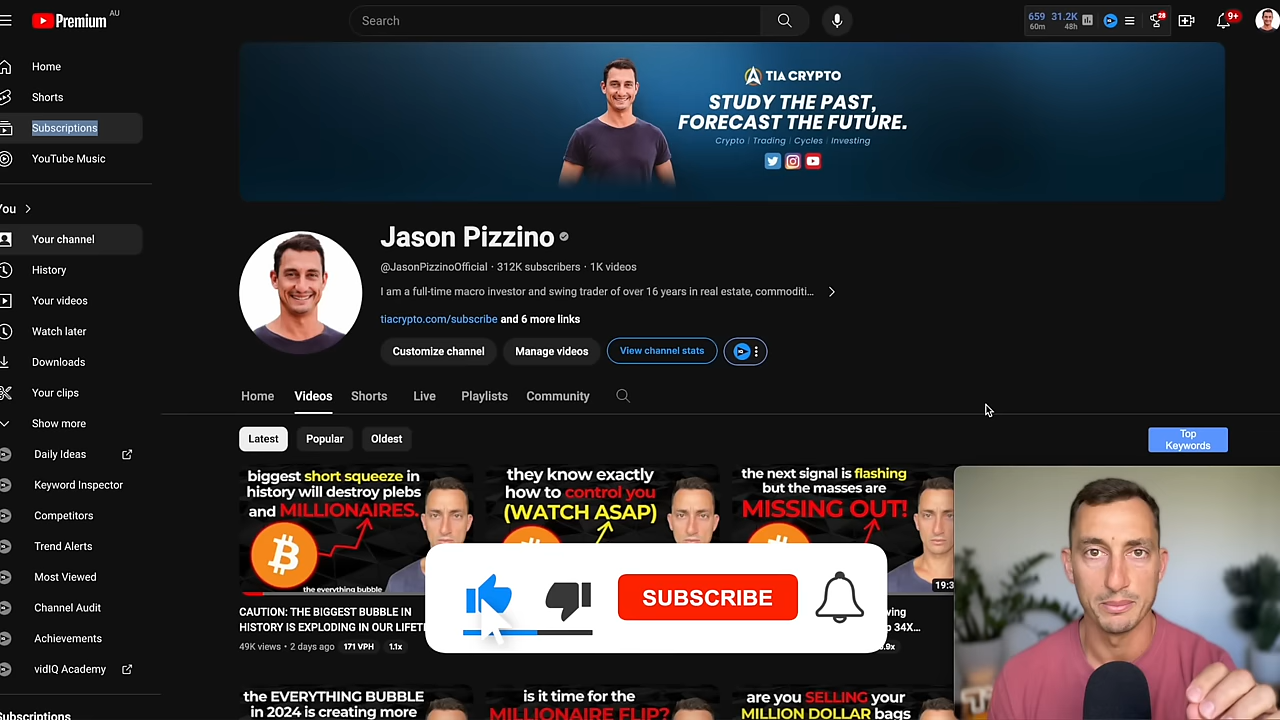 Premium AU
Search
659 31.2K
60m 48h
28
9+
Home
Shorts
Subscriptions
YouTube Music
You
Your channel
History
Your videos
Watch later
Downloads
Your clips
Show more
Daily Ideas
Keyword Inspector
Competitors
Trend Alerts
Most Viewed
Channel Audit
Achievements
vidIQ Academy
Subscriptions
TIA CRYPTO
STUDY THE PAST,
FORECAST THE FUTURE.
Crypto | Trading | Cycles | Investing
Jason Pizzino
@JasonPizzinoOfficial · 312K subscribers · 1K videos
I am a full-time macro investor and swing trader of over 16 years in real estate, commoditi...
tiacrypto.com/subscribe and 6 more links
Customize channel
Manage videos
View channel stats
Home
Videos
Shorts
Live
Playlists
Community
Latest
Popular
Oldest
Top
Keywords
biggest short squeeze in
history will destroy plebs
and MILLIONAIRES.
the everything bubble
CAUTION: THE BIGGEST BUBBLE IN
HISTORY IS EXPLODING IN OUR LIFETI
49K views · 2 days ago 171 VPH 1.1x
they know exactly
how to control you
(WATCH ASAP)
the next signal is flashing
but the masses are
MISSING OUT!
19:3
34X...
.9x
SUBSCRIBE
the EVERYTHING BUBBLE
in 2024 is creating more
is it time for the
MILLIONAIRE FLIP?
are you SELLING your
MILLION DOLLAR bags